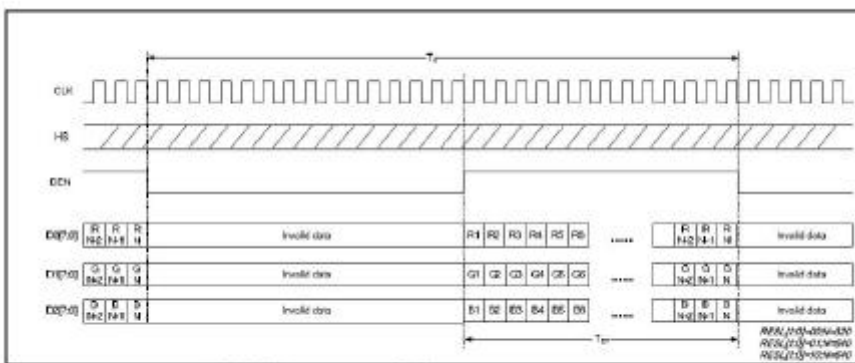 CLK
HS
DEN
D0[7:0] R N-2 R N-1 R N Invalid data R1 R2 R3 R4 R5 R6 ...... R N-2 R N-1 R N Invalid data
D1[7:0] G N-2 G N-1 G N Invalid data G1 G2 G3 G4 G5 G6 ...... G N-2 G N-1 G N Invalid data
D2[7:0] B N-2 B N-1 B N Invalid data B1 B2 B3 B4 B5 B6 ...... B N-2 B N-1 B N Invalid data